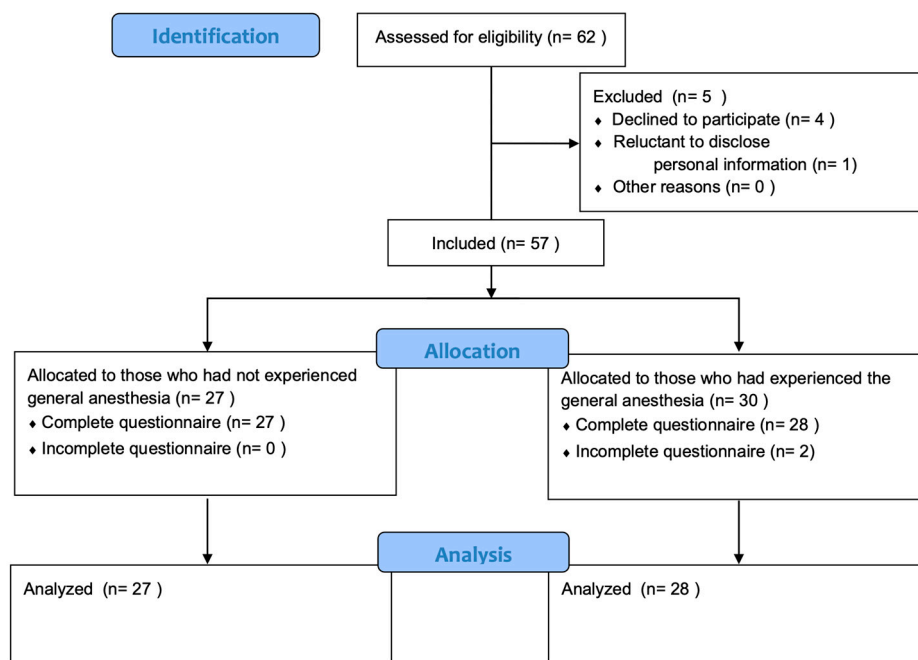 Identification
Assessed for eligibility (n= 62 )
Excluded (n= 5 )
♦ Declined to participate (n= 4 )
♦ Reluctant to disclose
personal information (n= 1)
♦ Other reasons (n= 0 )
Included (n= 57 )
Allocation
Allocated to those who had not experienced
general anesthesia (n= 27 )
♦ Complete questionnaire (n= 27 )
♦ Incomplete questionnaire (n= 0 )
Allocated to those who had experienced the
general anesthesia (n= 30 )
♦ Complete questionnaire (n= 28 )
♦ Incomplete questionnaire (n= 2)
Analysis
Analyzed (n= 27 )
Analyzed (n= 28 )